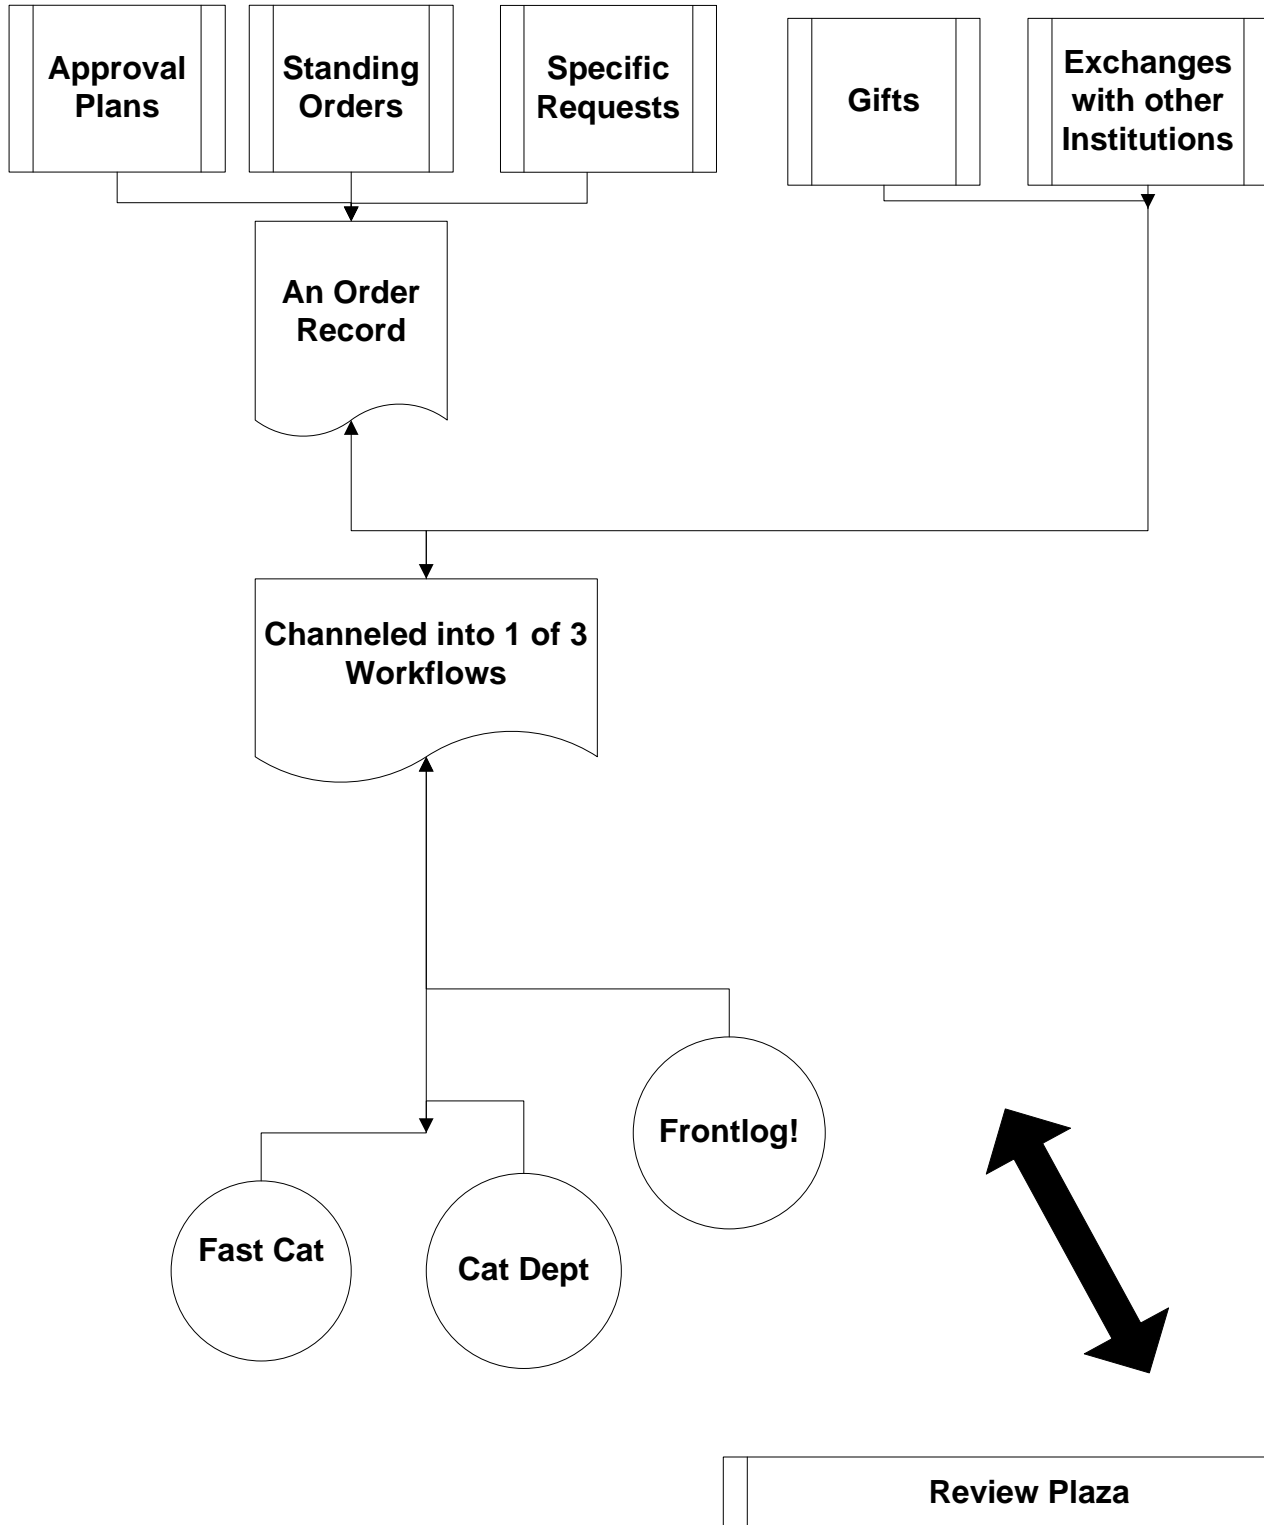 Approval
Plans
Standing
Orders
Specific
Requests
Gifts
Exchanges
with other
Institutions
An Order
Record
Channeled into 1 of 3
Workflows
Frontlog!
Fast Cat
Cat Dept
Review Plaza